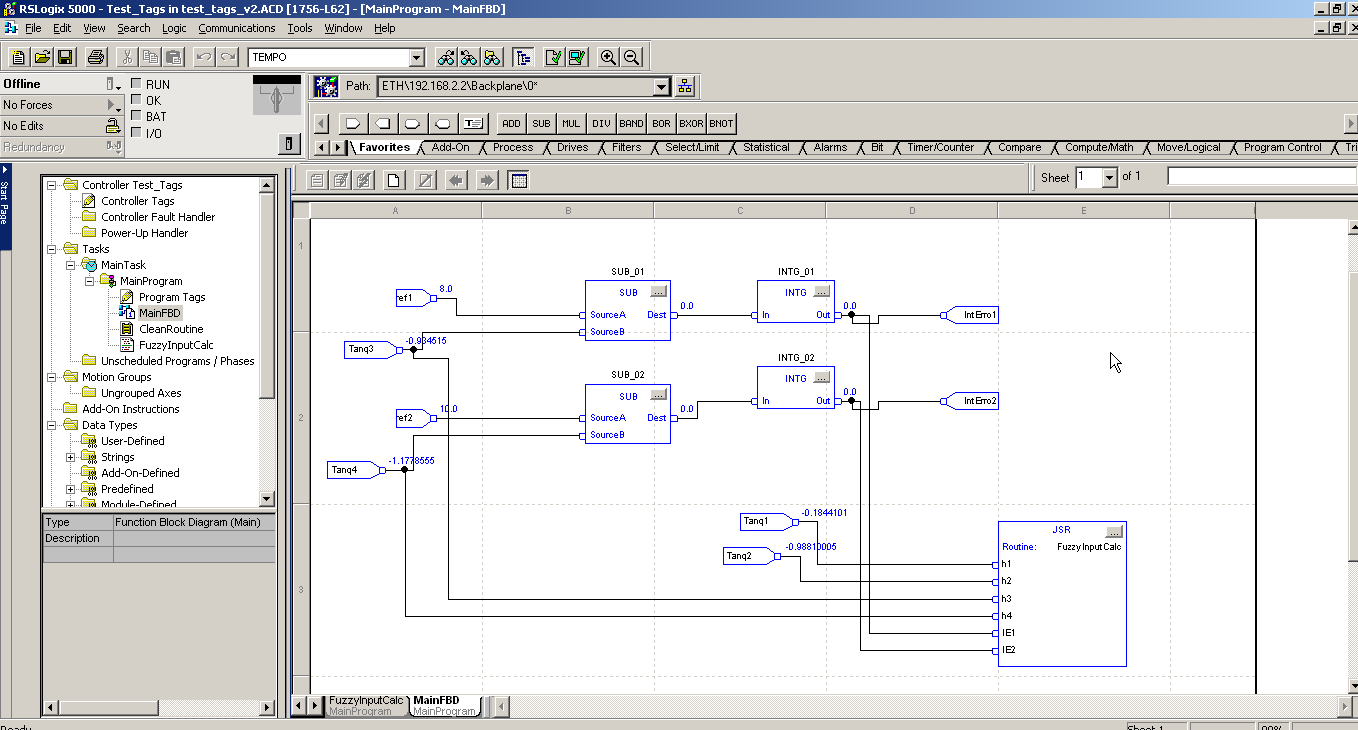 RSLogix 5000 - Test_Tags in test_tags_v2.ACD [1756-L62] - [MainProgram - MainFBD]
File Edit View Search Logic Communications Tools Window Help
TEMPO
Offline
No Forces
No Edits
Redundancy
RUN
OK
BAT
I/O
Path: ETH\192.168.2.2\Backplane\0*
ADD SUB MUL DIV BAND BOR BXOR BNOT
Favorites Add-On Process Drives Filters Select/Limit Statistical Alarms Bit Timer/Counter Compare Compute/Math Move/Logical Program Control
Sheet 1 of 1
Start Page
Controller Test_Tags
Controller Tags
Controller Fault Handler
Power-Up Handler
Tasks
MainTask
MainProgram
Program Tags
MainFBD
CleanRoutine
FuzzyInputCalc
Unscheduled Programs / Phases
Motion Groups
Ungrouped Axes
Add-On Instructions
Data Types
User-Defined
Strings
Add-On-Defined
Predefined
Module-Defined
Type Function Block Diagram (Main)
Description
A B C D E
1
2
3
ref1
8.0
SUB_01
SUB
...
SourceA Dest
SourceB
0.0
INTG_01
INTG
...
In Out
0.0
IntErro1
Tanq3
-0.934515
ref2
10.0
SUB_02
SUB
...
SourceA Dest
SourceB
0.0
INTG_02
INTG
...
In Out
0.0
IntErro2
Tanq4
-1.1778555
Tanq1
-0.1844101
Tanq2
-0.98810005
JSR
...
Routine: FuzzyInputCalc
h1
h2
h3
h4
IE1
IE2
FuzzyInputCalc
MainProgram
MainFBD
MainProgram
Ready
Sheet 1